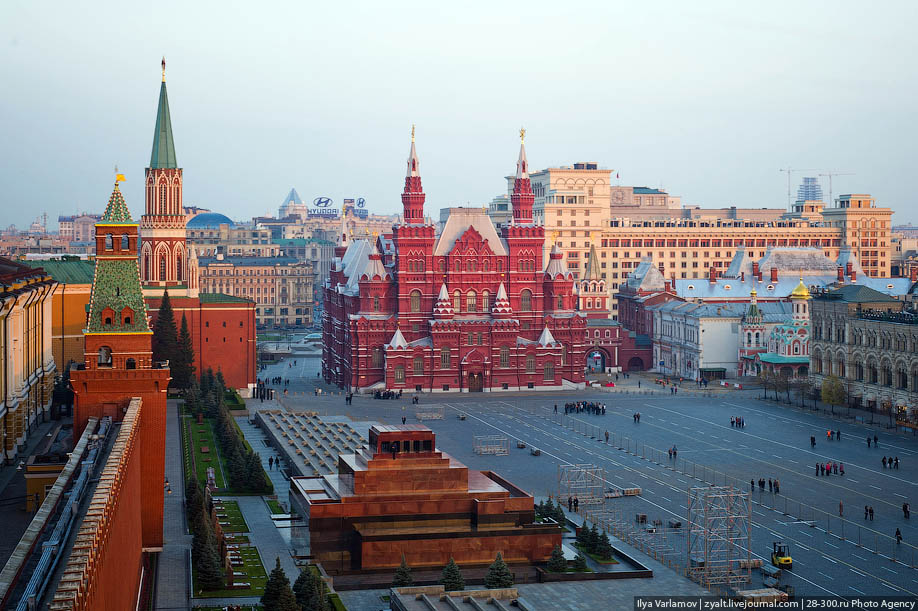 HYUNDAI
Ilya Varlamov | zyalt.livejournal.com | 28-300.ru Photo Agency